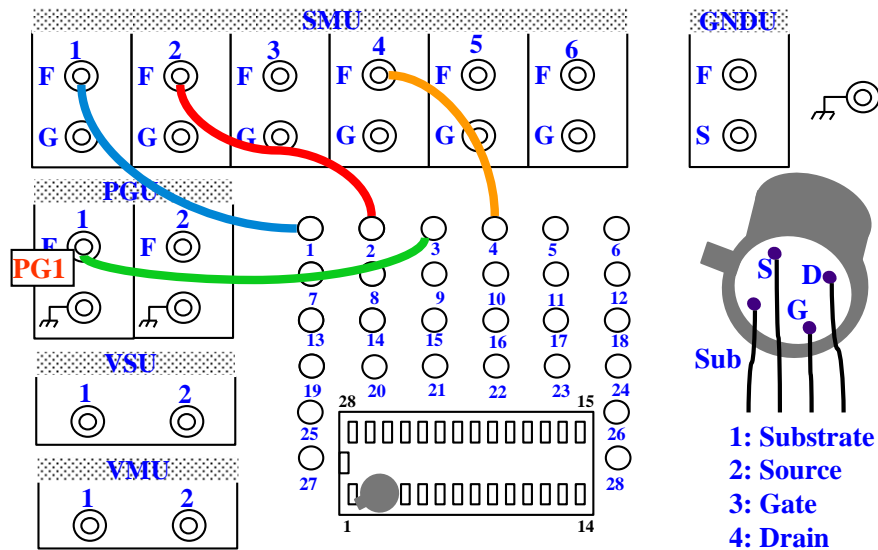 SMU
GNDU
1 2 3 4 5 6
F F F F F F F
G G G G G G S
PGU
1 2
F F
PG1
1 2 3 4 5 6
7 8 9 10 11 12
13 14 15 16 17 18
19 20 21 22 23 24
25 26
27 28
S D
G
Sub
VSU
1 2
28 15
VMU
1 2
1 14
1: Substrate
2: Source
3: Gate
4: Drain